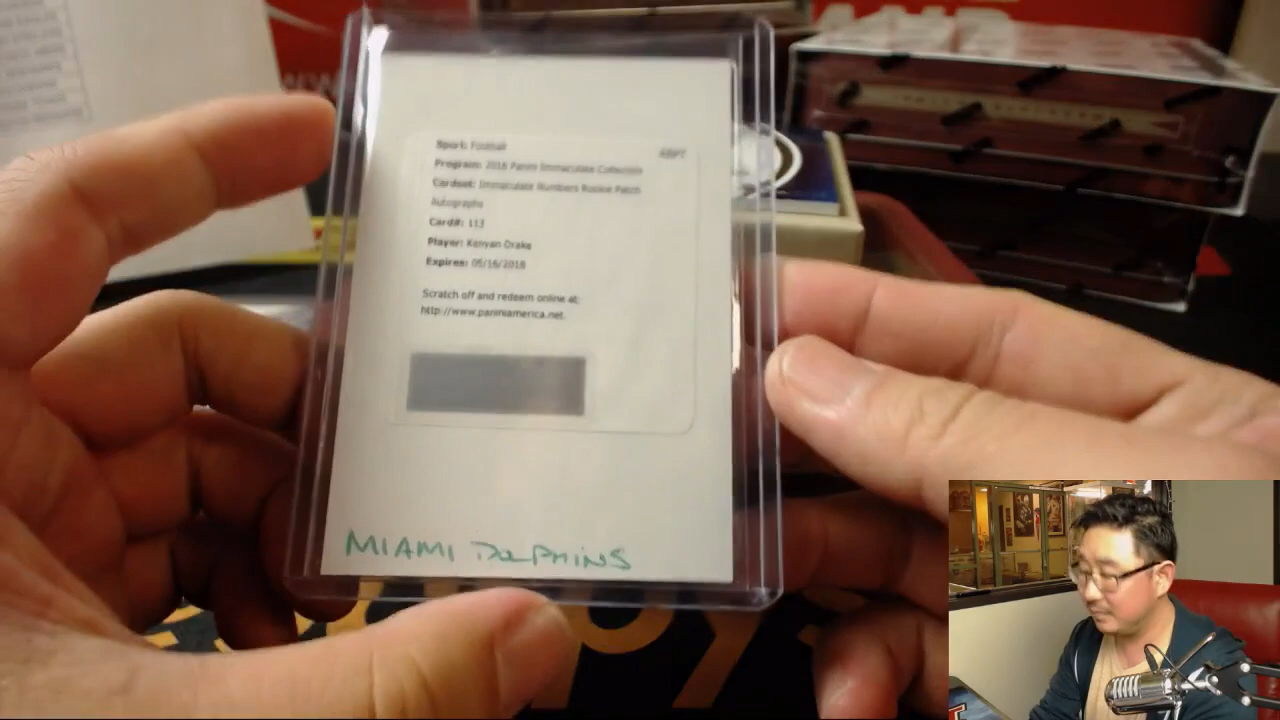 Sport: Football
Program: 2016 Panini Immaculate Collection
Cardset: Immaculate Numbers Rookie Patch
Autographs
Card#: 113
Player: Kenyan Drake
Expires: 05/16/2018
Scratch off and redeem online at:
http://www.paniniamerica.net.
MIAMI DOLPHINS